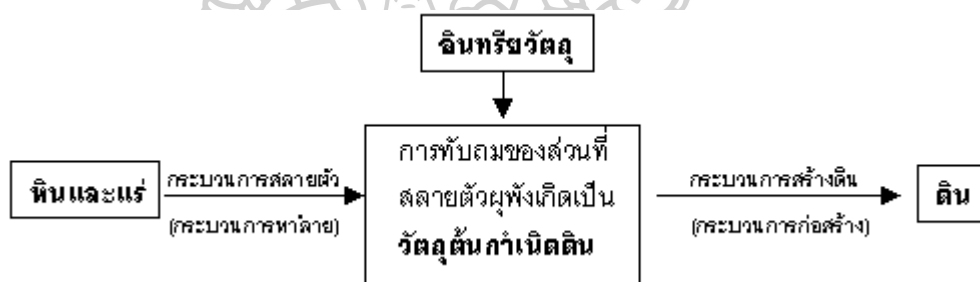 อินทรียวัตถุ
หินและแร่
กระบวนการสลายตัว
(กระบวนการทำลาย)
การทับถมของส่วนที่
สลายตัวผุพังเกิดเป็น
วัตถุต้นกำเนิดดิน
กระบวนการสร้างดิน
(กระบวนการก่อสร้าง)
ดิน